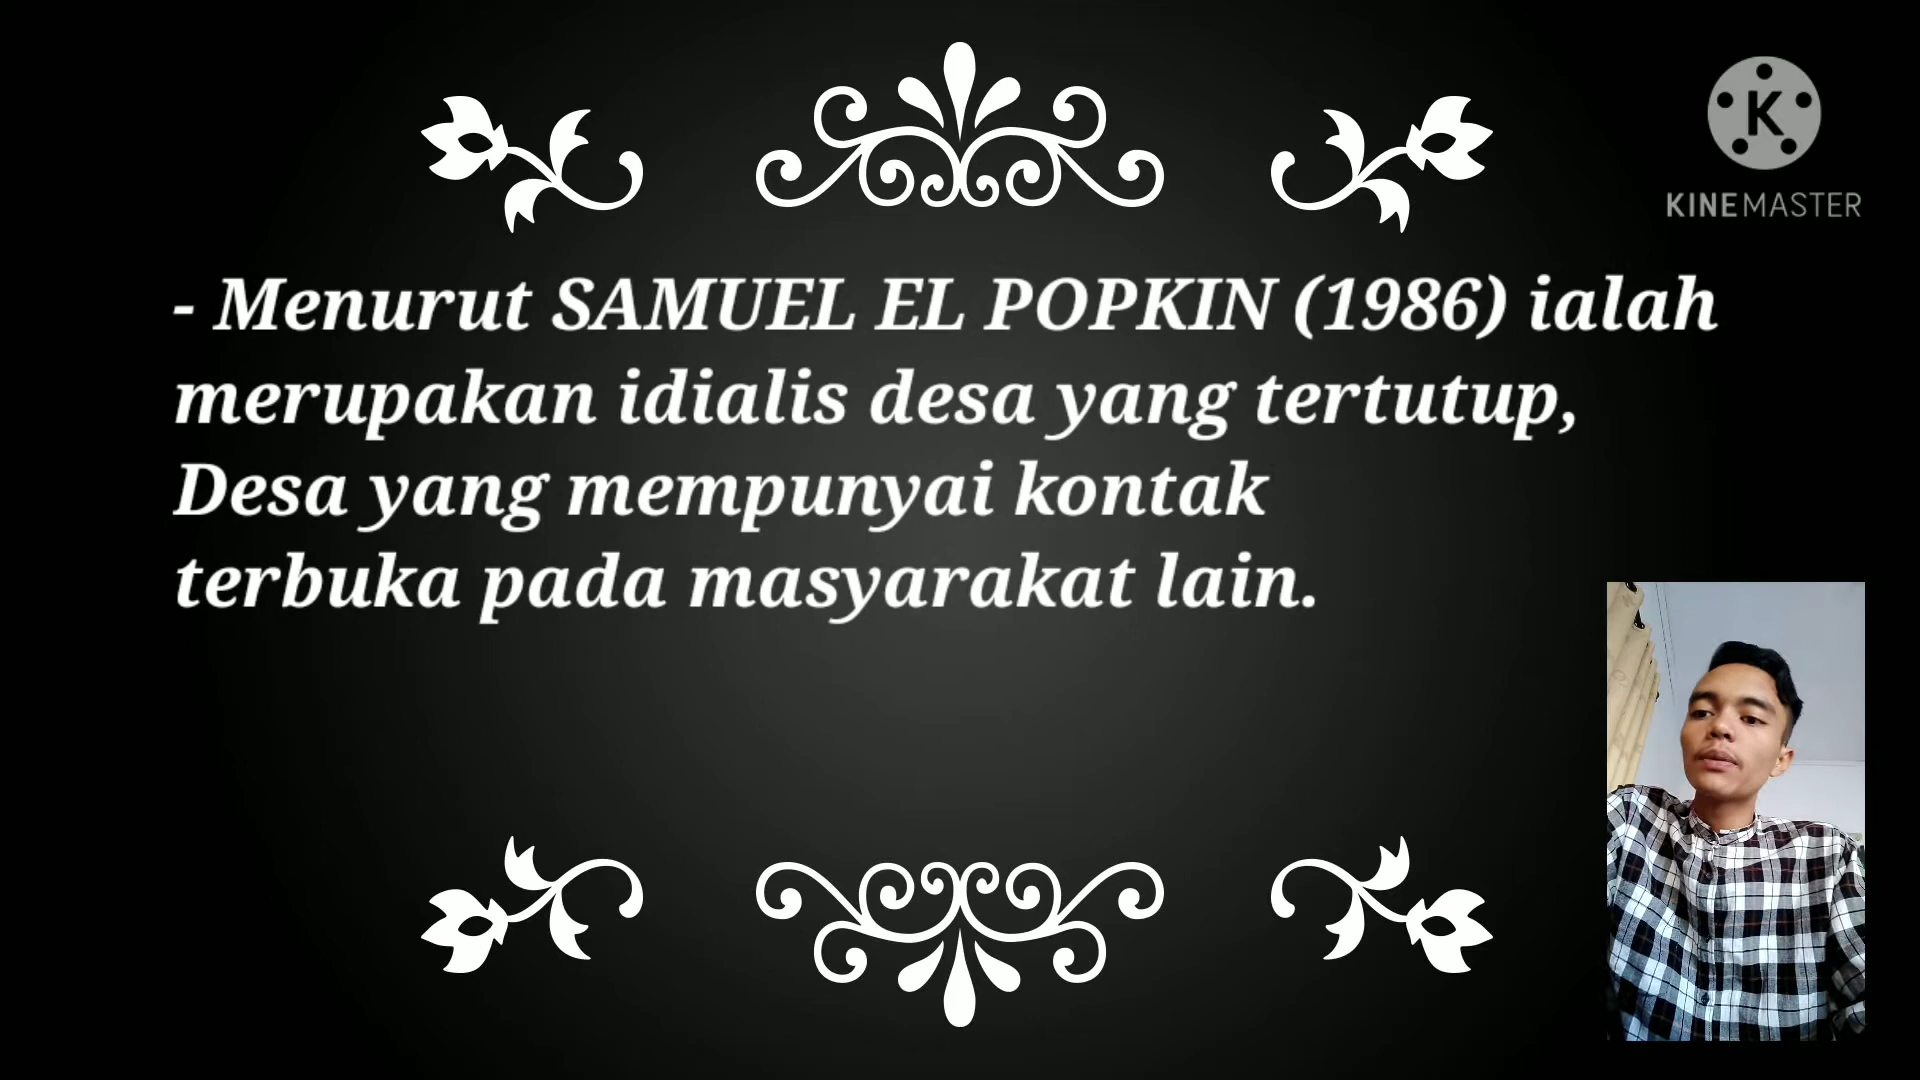 K
KINEMASTER
- Menurut SAMUEL EL POPKIN (1986) ialah
merupakan idialis desa yang tertutup,
Desa yang mempunyai kontak
terbuka pada masyarakat lain.